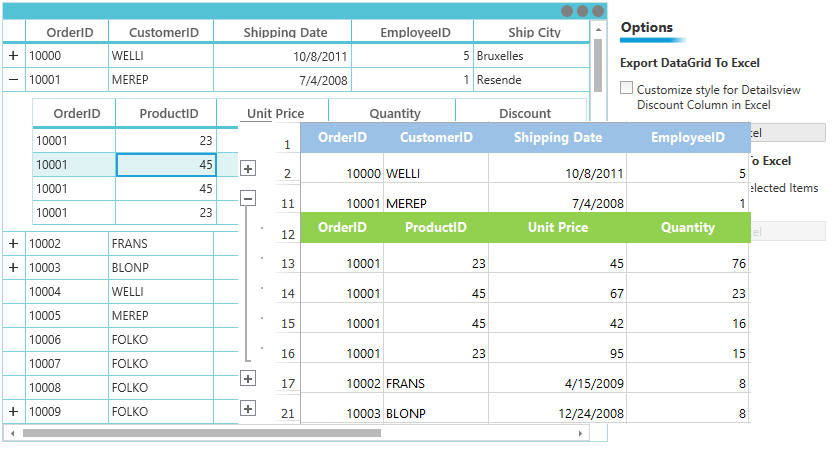 OrderID CustomerID Shipping Date EmployeeID Ship City
10000 WELLI 10/8/2011 5 Bruxelles
10001 MEREP 7/4/2008 1 Resende
OrderID ProductID Unit Price Quantity Discount
10001 23
10001 45
10001 45
10001 23
10002 FRANS
10003 BLONP
10004 WELLI
10005 MEREP
10006 FOLKO
10007 FOLKO
10008 FOLKO
10009 FOLKO
1 OrderID CustomerID Shipping Date EmployeeID
2 10000 WELLI 10/8/2011 5
11 10001 MEREP 7/4/2008 1
12 OrderID ProductID Unit Price Quantity
13 10001 23 45 76
14 10001 45 67 23
15 10001 45 42 16
16 10001 23 95 15
17 10002 FRANS 4/15/2009 8
21 10003 BLONP 12/24/2008 8
Options
Export DataGrid To Excel
Customize style for Detailsview
Discount Column in Excel
cel
To Excel
elected Items
cel